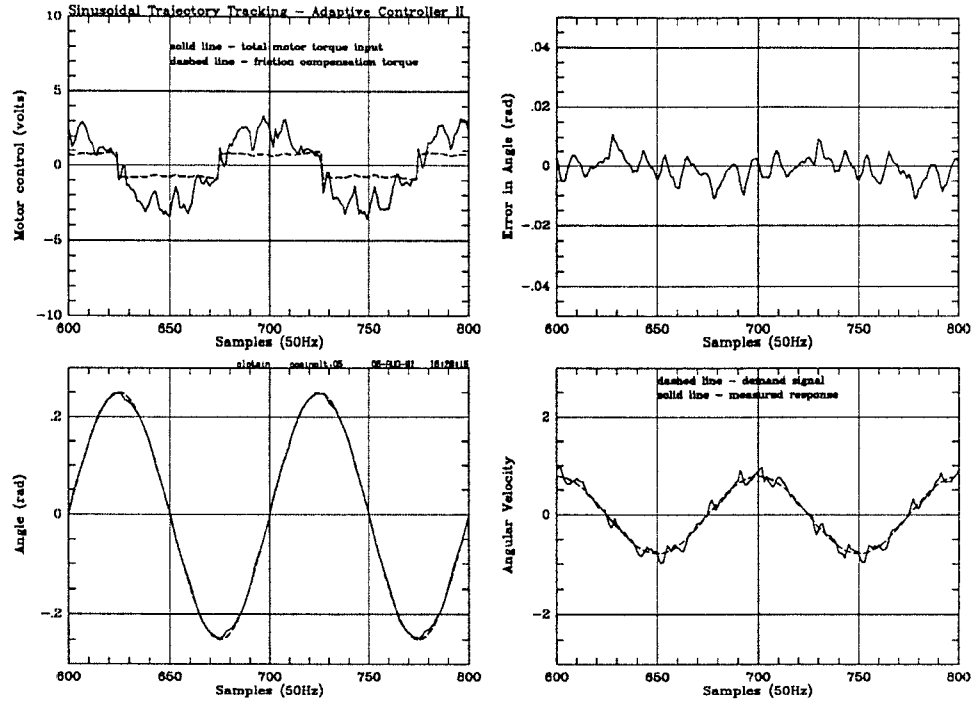 Sinusoidal Trajectory Tracking - Adaptive Controller II
solid line - total motor torque input
dashed line - friction compensation torque
Motor control (volts)
10
5
0
-5
-10
600
650
700
750
800
Samples (50Hz)
Error in Angle (rad)
.04
.02
0
-.02
-.04
600
650
700
750
800
Samples (50Hz)
Angle (rad)
.2
0
-.2
600
650
700
750
800
Samples (50Hz)
dashed line - demand signal
solid line - measured response
Angular Velocity
2
0
-2
600
650
700
750
800
Samples (50Hz)